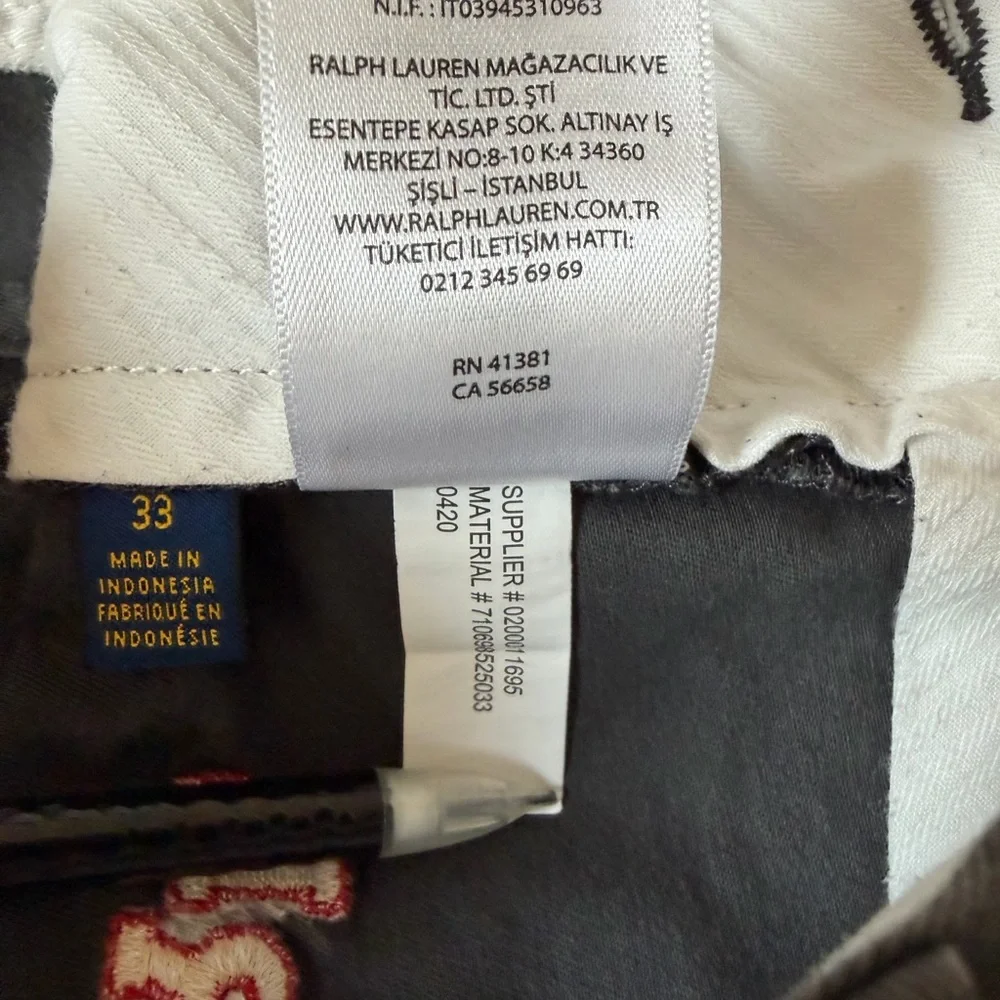 N.I.F. : IT03945310963
RALPH LAUREN MAĞAZACILIK VE
TİC. LTD. ŞTİ
ESENTEPE KASAP SOK. ALTINAY İŞ
MERKEZİ NO:8-10 K:4 34360
ŞİŞLİ – İSTANBUL
WWW.RALPHLAUREN.COM.TR
TÜKETİCİ İLETİŞİM HATTI:
0212 345 69 69
RN 41381
CA 56658
33
MADE IN
INDONESIA
FABRIQUÉ EN
INDONÉSIE
SUPPLIER # 0200011695
MATERIAL #
0420